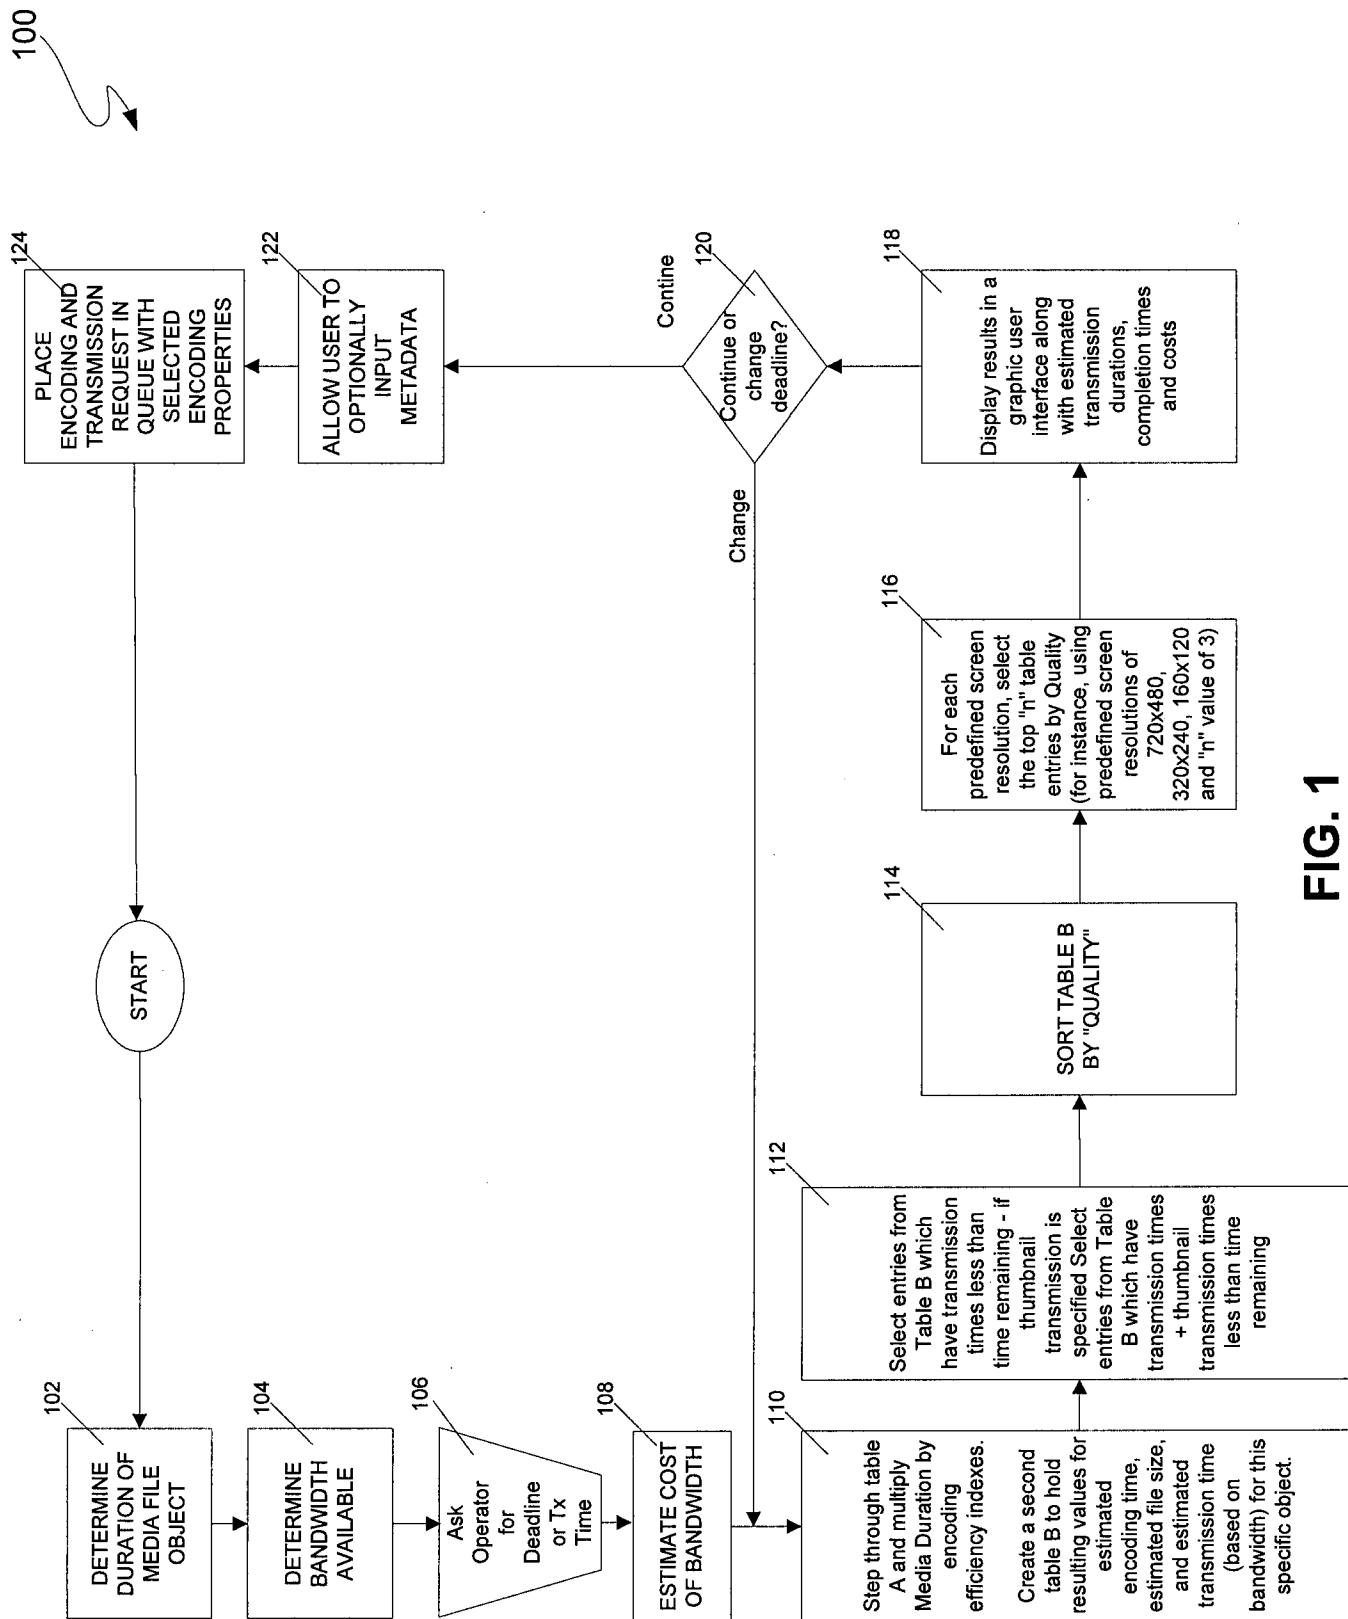 100
START
102
DETERMINE
DURATION OF
MEDIA FILE
OBJECT
104
DETERMINE
BANDWIDTH
AVAILABLE
106
Ask
Operator
for
Deadline
or Tx
Time
108
ESTIMATE COST
OF BANDWIDTH
110
Step through table
A and multiply
Media Duration by
encoding
efficiency indexes.
Create a second
table B to hold
resulting values for
estimated
encoding time,
estimated file size,
and estimated
transmission time
(based on
bandwidth) for this
specific object.
112
Select entries from
Table B which
have transmission
times less than
time remaining - if
thumbnail
transmission is
specified Select
entries from Table
B which have
transmission times
+ thumbnail
transmission times
less than time
remaining
114
SORT TABLE B
BY "QUALITY"
116
For each
predefined screen
resolution, select
the top "n" table
entries by Quality
(for instance, using
predefined screen
resolutions of
720x480,
320x240, 160x120
and "n" value of 3)
118
Display results in a
graphic user
interface along
with estimated
transmission
durations,
completion times
and costs
120
Continue or
change
deadline?
Change
Contine
122
ALLOW USER TO
OPTIONALLY
INPUT
METADATA
124
PLACE
ENCODING AND
TRANSMISSION
REQUEST IN
QUEUE WITH
SELECTED
ENCODING
PROPERTIES
FIG. 1